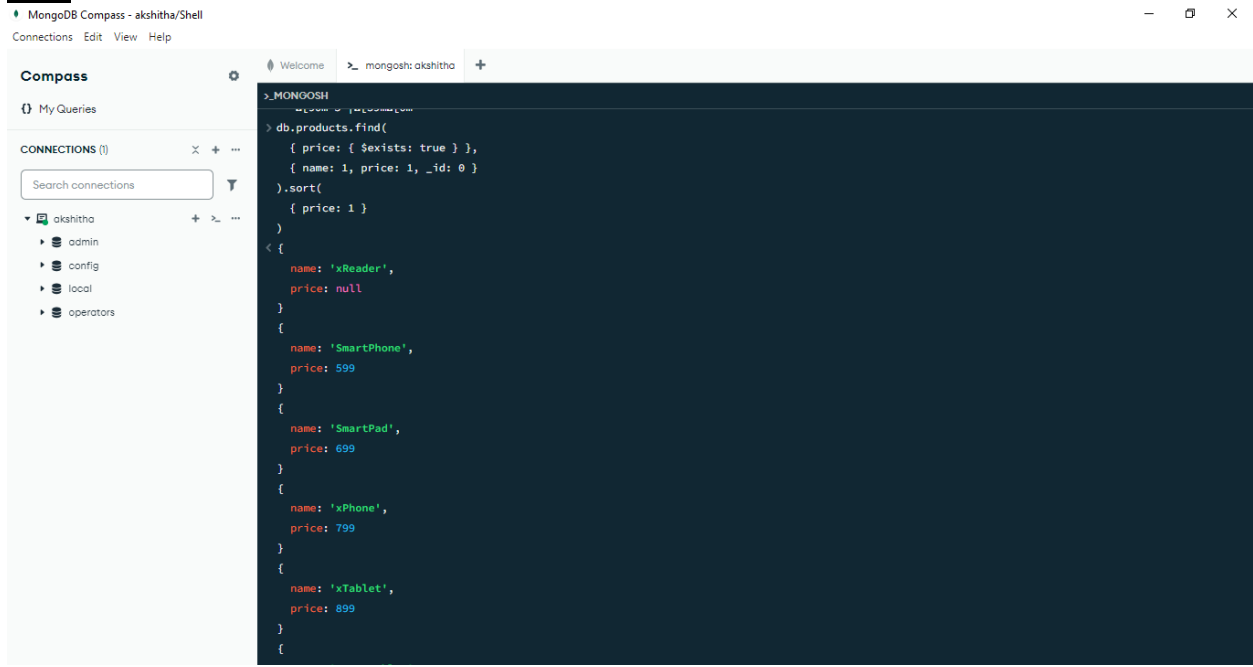 MongoDB Compass - akshitha/Shell
Connections Edit View Help
Compass
My Queries
CONNECTIONS (1)
Search connections
akshitha
admin
config
local
operators
Welcome
>_ mongosh: akshitha
>_MONGOSH
> db.products.find(
{ price: { $exists: true } },
{ name: 1, price: 1, _id: 0 }
).sort(
{ price: 1 }
)
< {
name: 'xReader',
price: null
}
{
name: 'SmartPhone',
price: 599
}
{
name: 'SmartPad',
price: 699
}
{
name: 'xPhone',
price: 799
}
{
name: 'xTablet',
price: 899
}
{